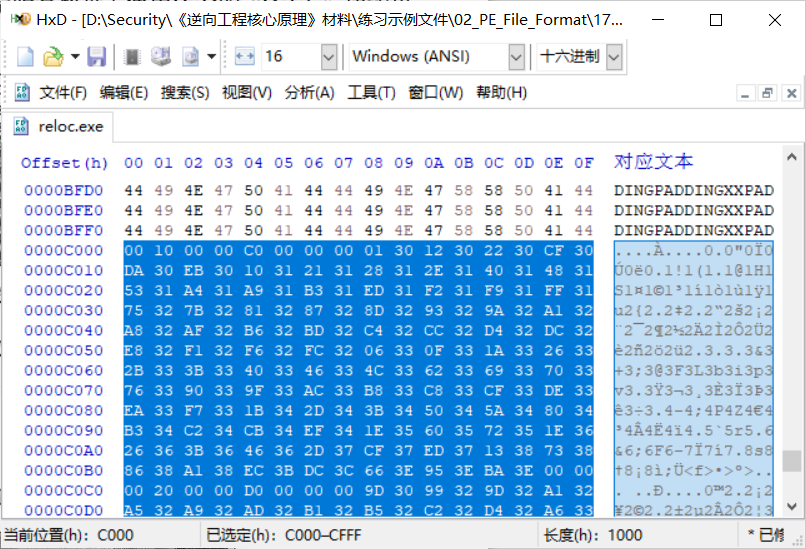 HxD - [D:\Security\《逆向工程核心原理》材料\练习示例文件\02_PE_File_Format\17...
16 Windows (ANSI) 十六进制
文件(F) 编辑(E) 搜索(S) 视图(V) 分析(A) 工具(T) 窗口(W) 帮助(H)
reloc.exe
Offset(h) 00 01 02 03 04 05 06 07 08 09 0A 0B 0C 0D 0E 0F 对应文本
0000BFD0 44 49 4E 47 50 41 44 44 49 4E 47 58 58 50 41 44 DINGPADDINGXXPAD
0000BFE0 44 49 4E 47 50 41 44 44 49 4E 47 58 58 50 41 44 DINGPADDINGXXPAD
0000BFF0 44 49 4E 47 50 41 44 44 49 4E 47 58 58 50 41 44 DINGPADDINGXXPAD
0000C000 00 10 00 00 C0 00 00 00 01 30 12 30 22 30 CF 30 ....À....0.0"0Ï0
0000C010 DA 30 EB 30 10 31 21 31 28 31 2E 31 40 31 48 31 Ú0ë0.1!1(1.1@1H1
0000C020 53 31 A4 31 A9 31 B3 31 ED 31 F2 31 F9 31 FF 31 S1¤1©1³1í1ò1ù1ÿ1
0000C030 75 32 7B 32 81 32 87 32 8D 32 93 32 9A 32 A1 32 u2{2.2‡2.2“2š2¡2
0000C040 A8 32 AF 32 B6 32 BD 32 C4 32 CC 32 D4 32 DC 32 ¨2¯2¶2½2Ä2Ì2Ô2Ü2
0000C050 E8 32 F1 32 F6 32 FC 32 06 33 0F 33 1A 33 26 33 è2ñ2ö2ü2.3.3.3&3
0000C060 2B 33 3B 33 40 33 46 33 4C 33 62 33 69 33 70 33 +3;3@3F3L3b3i3p3
0000C070 76 33 90 33 9F 33 AC 33 B8 33 C8 33 CF 33 DE 33 v3.3Ÿ3¬3¸3È3Ï3Þ3
0000C080 EA 33 F7 33 1B 34 2D 34 3B 34 50 34 5A 34 80 34 ê3÷3.4-4;4P4Z4€4
0000C090 B3 34 C2 34 CB 34 EF 34 1E 35 60 35 72 35 1E 36 ³4Â4Ë4ï4.5`5r5.6
0000C0A0 26 36 3B 36 46 36 2D 37 CF 37 ED 37 13 38 73 38 &6;6F6-7Ï7í7.8s8
0000C0B0 86 38 A1 38 EC 3B DC 3C 66 3E 95 3E BA 3E 00 00 †8¡8ì;Ü<f>•>º>..
0000C0C0 00 20 00 00 D0 00 00 00 9D 30 99 32 9D 32 A1 32 . ..Ð....0™2.2¡2
0000C0D0 A5 32 A9 32 AD 32 B1 32 B5 32 C2 32 D4 32 A6 33 ¥2©2.2±2µ2Â2Ô2¦3
当前位置(h): C000 已选定(h): C000-CFFF 长度(h): 1000 * 已修